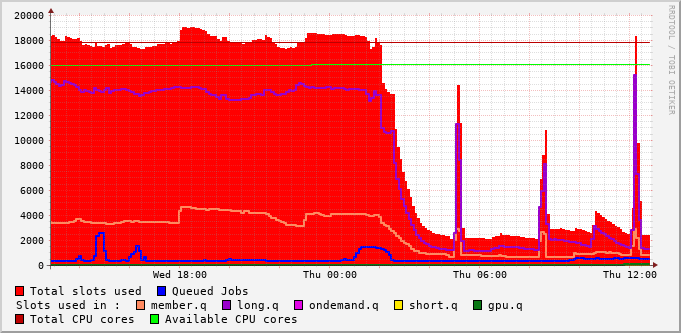 20000
18000
16000
14000
12000
10000
8000
6000
4000
2000
0
Wed 18:00 Thu 00:00 Thu 06:00 Thu 12:00
Total slots used Queued Jobs
Slots used in : member.q long.q ondemand.q short.q gpu.q
Total CPU cores Available CPU cores
RRDTOOL / TOBI OETIKER